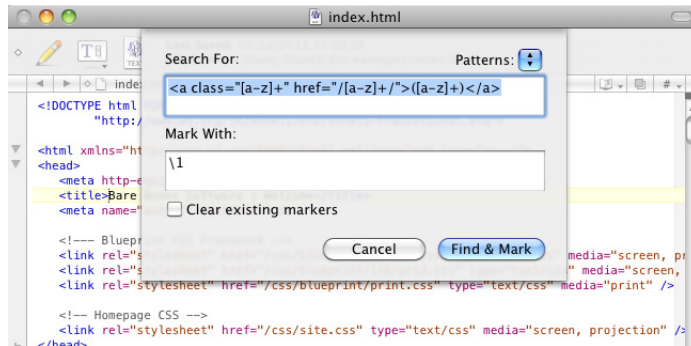 index.html
Search For:
Patterns:
<a class="[a-z]+" href="/[a-z]+/">([a-z]+)</a>
Mark With:
\1
Clear existing markers
Cancel
Find & Mark
T
TEX
inde
#
<!DOCTYPE html
"http:/
<html xmlns="ht
<head>
<meta http-e
<title>Bare
<meta name="
<!--- Bluepr
<link rel="s " media="screen, pr
<link rel="s " media="screen,
<link rel="stylesheet" href="/css/blueprint/print.css" type="text/css" media="print" />
<!-- Homepage CSS -->
<link rel="stylesheet" href="/css/site.css" type="text/css" media="screen, projection" />
</head>